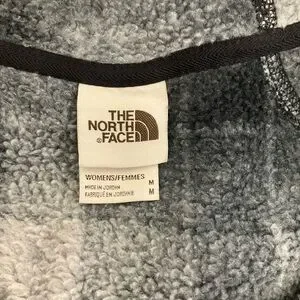 THE
NORTH
FACE
WOMENS/FEMMES M
MADE IN JORDAN M
FABRIQUÉ EN JORDANIE M